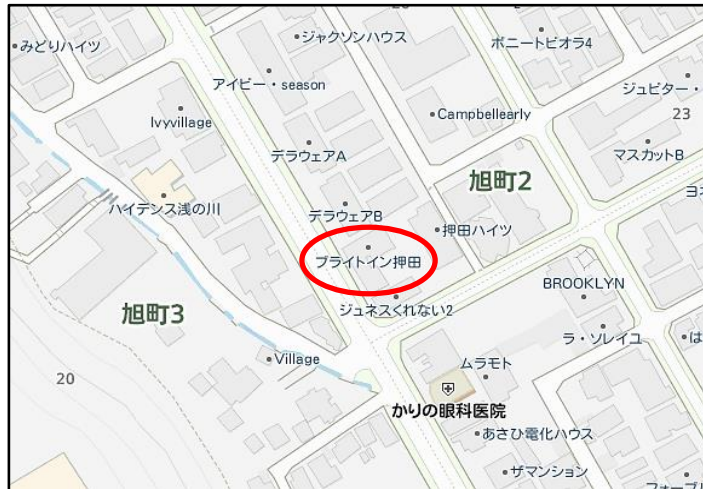 みどりハイツ
ジャクソンハウス
ボニートビオラ4
アイビー・season
ジュピター・
Ivyvillage
Campbellearly
23
デラウェアA
マスカットB
旭町2
ハイデンス浅の川
デラウェアB
押田ハイツ
ヨネ
ブライトイン押田
BROOKLYN
ジュネスくれない2
旭町3
ラ・ソレイユ
は
Village
ムラモト
20
かりの眼科医院
あさひ電化ハウス
ザマンション